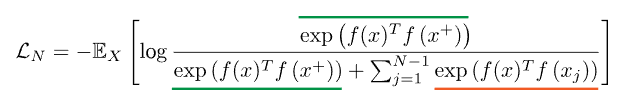 $\mathcal{L}_N = -\mathbb{E}_X \left[ \log \frac{\exp\left(f(x)^T f\left(x^+\right)\right)}{\exp\left(f(x)^T f\left(x^+\right)\right) + \sum_{j=1}^{N-1} \exp\left(f(x)^T f\left(x_j\right)\right)} \right]$